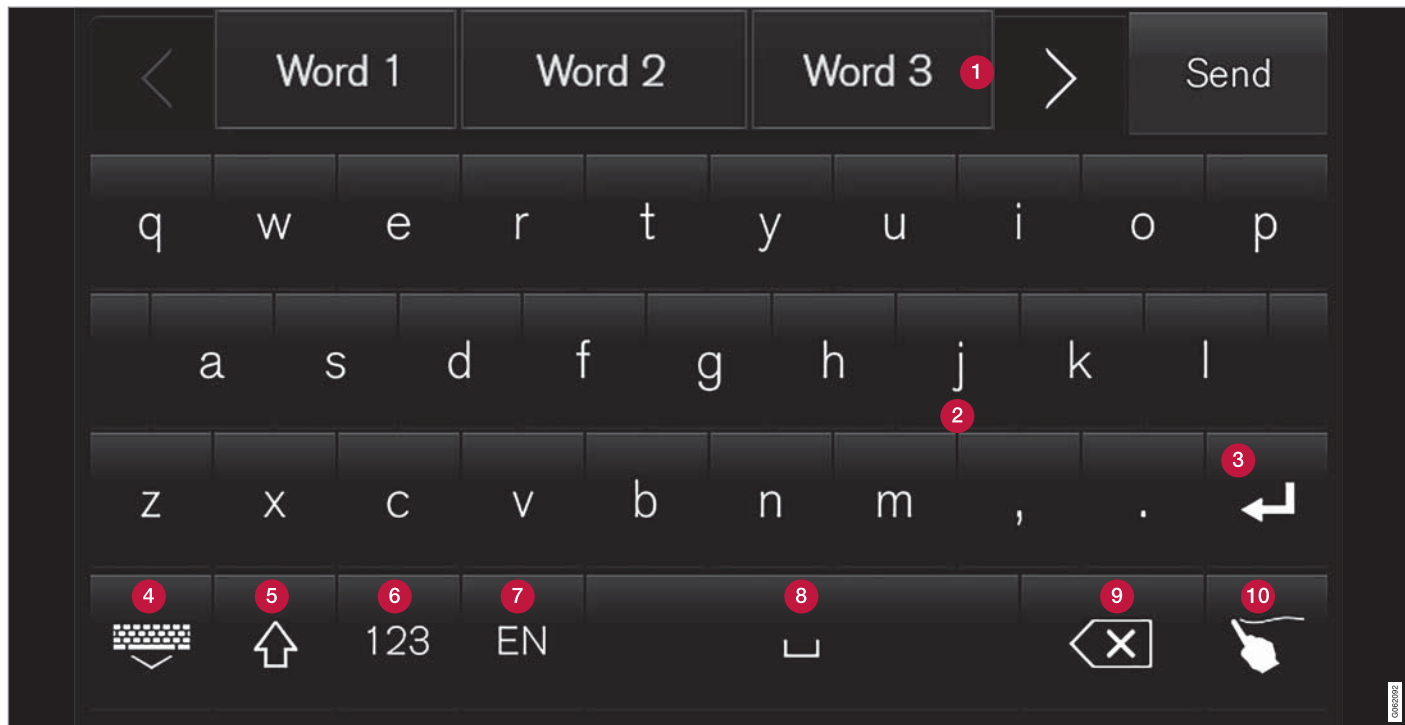 Word 1 Word 2 Word 3 1 Send
q w e r t y u i o p
a s d f g h j k l
2
3
z x c v b n m , .
4 5 6 7 8 9 10
123 EN
G062092